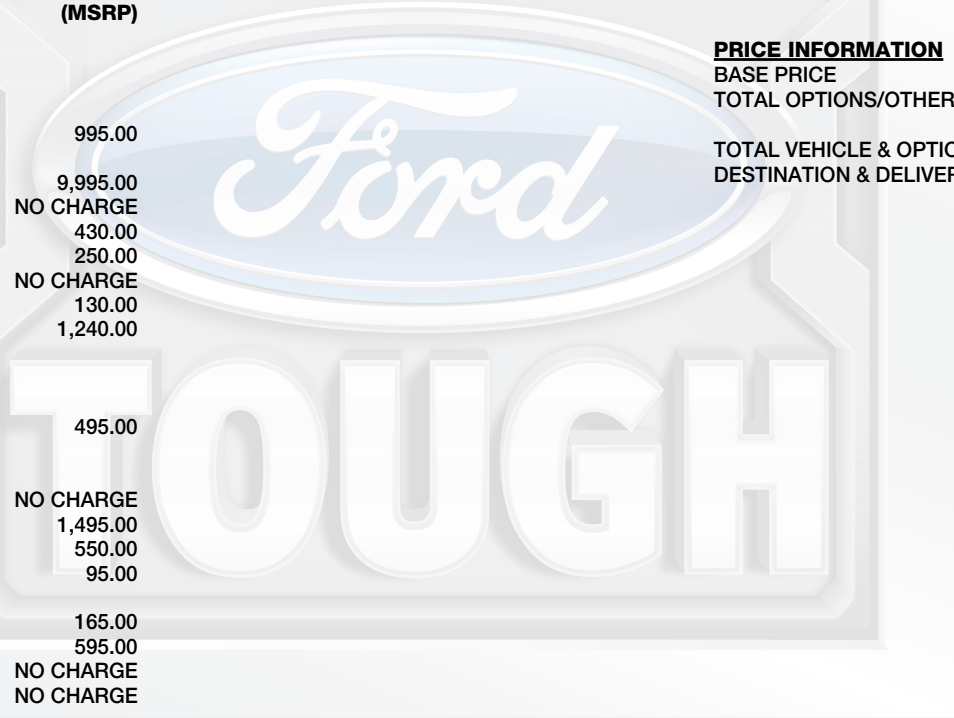 (MSRP)
995.00
9,995.00
NO CHARGE
430.00
250.00
NO CHARGE
130.00
1,240.00
495.00
NO CHARGE
1,495.00
550.00
95.00
165.00
595.00
NO CHARGE
NO CHARGE
PRICE INFORMATION
BASE PRICE
TOTAL OPTIONS/OTHER
TOTAL VEHICLE & OPTIO
DESTINATION & DELIVER
Ford
TOUGH